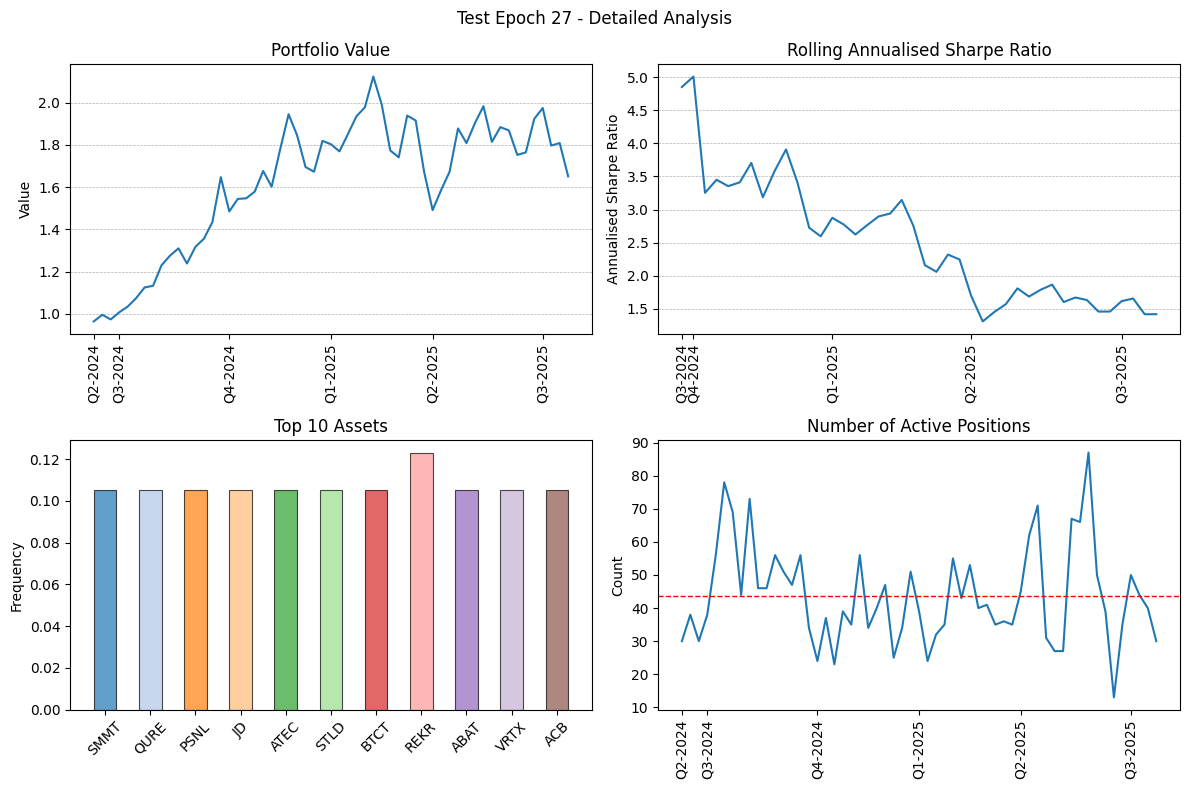 Test Epoch 27 - Detailed Analysis
Portfolio Value
Value
2.0
1.8
1.6
1.4
1.2
1.0
Q2-2024
Q3-2024
Q4-2024
Q1-2025
Q2-2025
Q3-2025
Rolling Annualised Sharpe Ratio
Annualised Sharpe Ratio
5.0
4.5
4.0
3.5
3.0
2.5
2.0
1.5
Q3-2024
Q4-2024
Q1-2025
Q2-2025
Q3-2025
Top 10 Assets
Frequency
0.12
0.10
0.08
0.06
0.04
0.02
0.00
SMMT
QURE
PSNL
JD
ATEC
STLD
BTCT
REKR
ABAT
VRTX
ACB
Number of Active Positions
Count
90
80
70
60
50
40
30
20
10
Q2-2024
Q3-2024
Q4-2024
Q1-2025
Q2-2025
Q3-2025